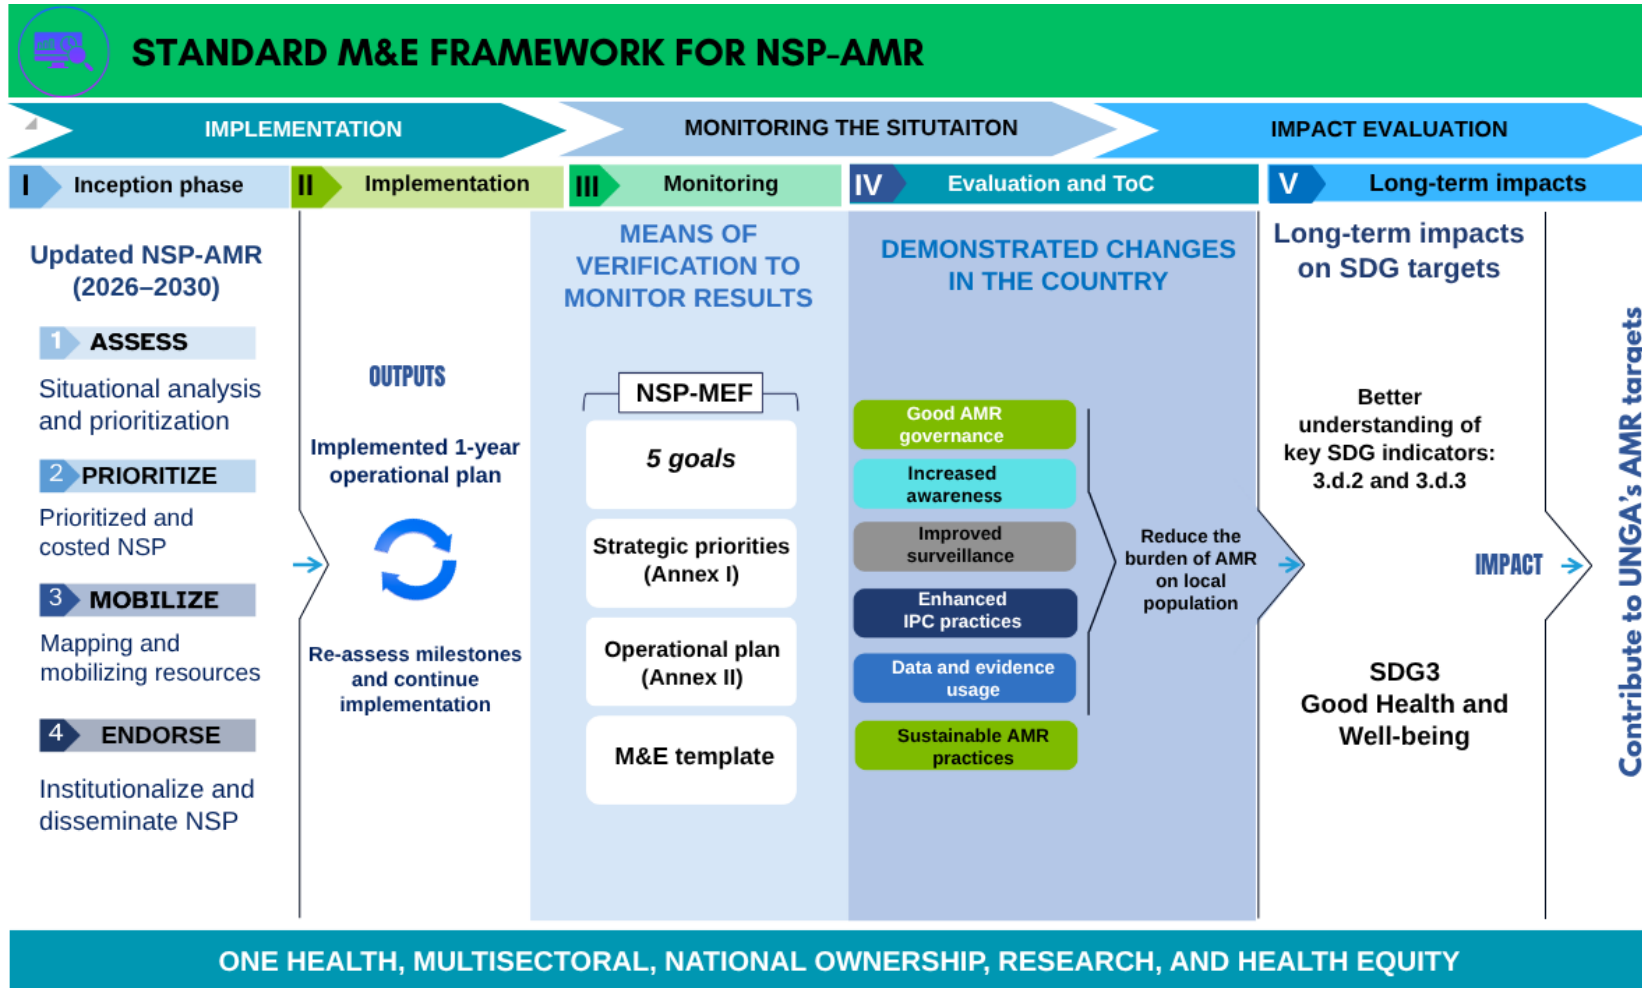 STANDARD M&E FRAMEWORK FOR NSP-AMR
IMPLEMENTATION
MONITORING THE SITUTAITON
IMPACT EVALUATION
I Inception phase
II Implementation
III Monitoring
IV Evaluation and ToC
V Long-term impacts
Updated NSP-AMR
(2026–2030)
1 ASSESS
Situational analysis
and prioritization
2 PRIORITIZE
Prioritized and
costed NSP
3 MOBILIZE
Mapping and
mobilizing resources
4 ENDORSE
Institutionalize and
disseminate NSP
OUTPUTS
Implemented 1-year
operational plan
Re-assess milestones
and continue
implementation
MEANS OF
VERIFICATION TO
MONITOR RESULTS
NSP-MEF
5 goals
Strategic priorities
(Annex I)
Operational plan
(Annex II)
M&E template
DEMONSTRATED CHANGES
IN THE COUNTRY
Good AMR
governance
Increased
awareness
Improved
surveillance
Enhanced
IPC practices
Data and evidence
usage
Sustainable AMR
practices
Reduce the
burden of AMR
on local
population
Long-term impacts
on SDG targets
Better
understanding of
key SDG indicators:
3.d.2 and 3.d.3
IMPACT
SDG3
Good Health and
Well-being
Contribute to UNGA's AMR targets
ONE HEALTH, MULTISECTORAL, NATIONAL OWNERSHIP, RESEARCH, AND HEALTH EQUITY